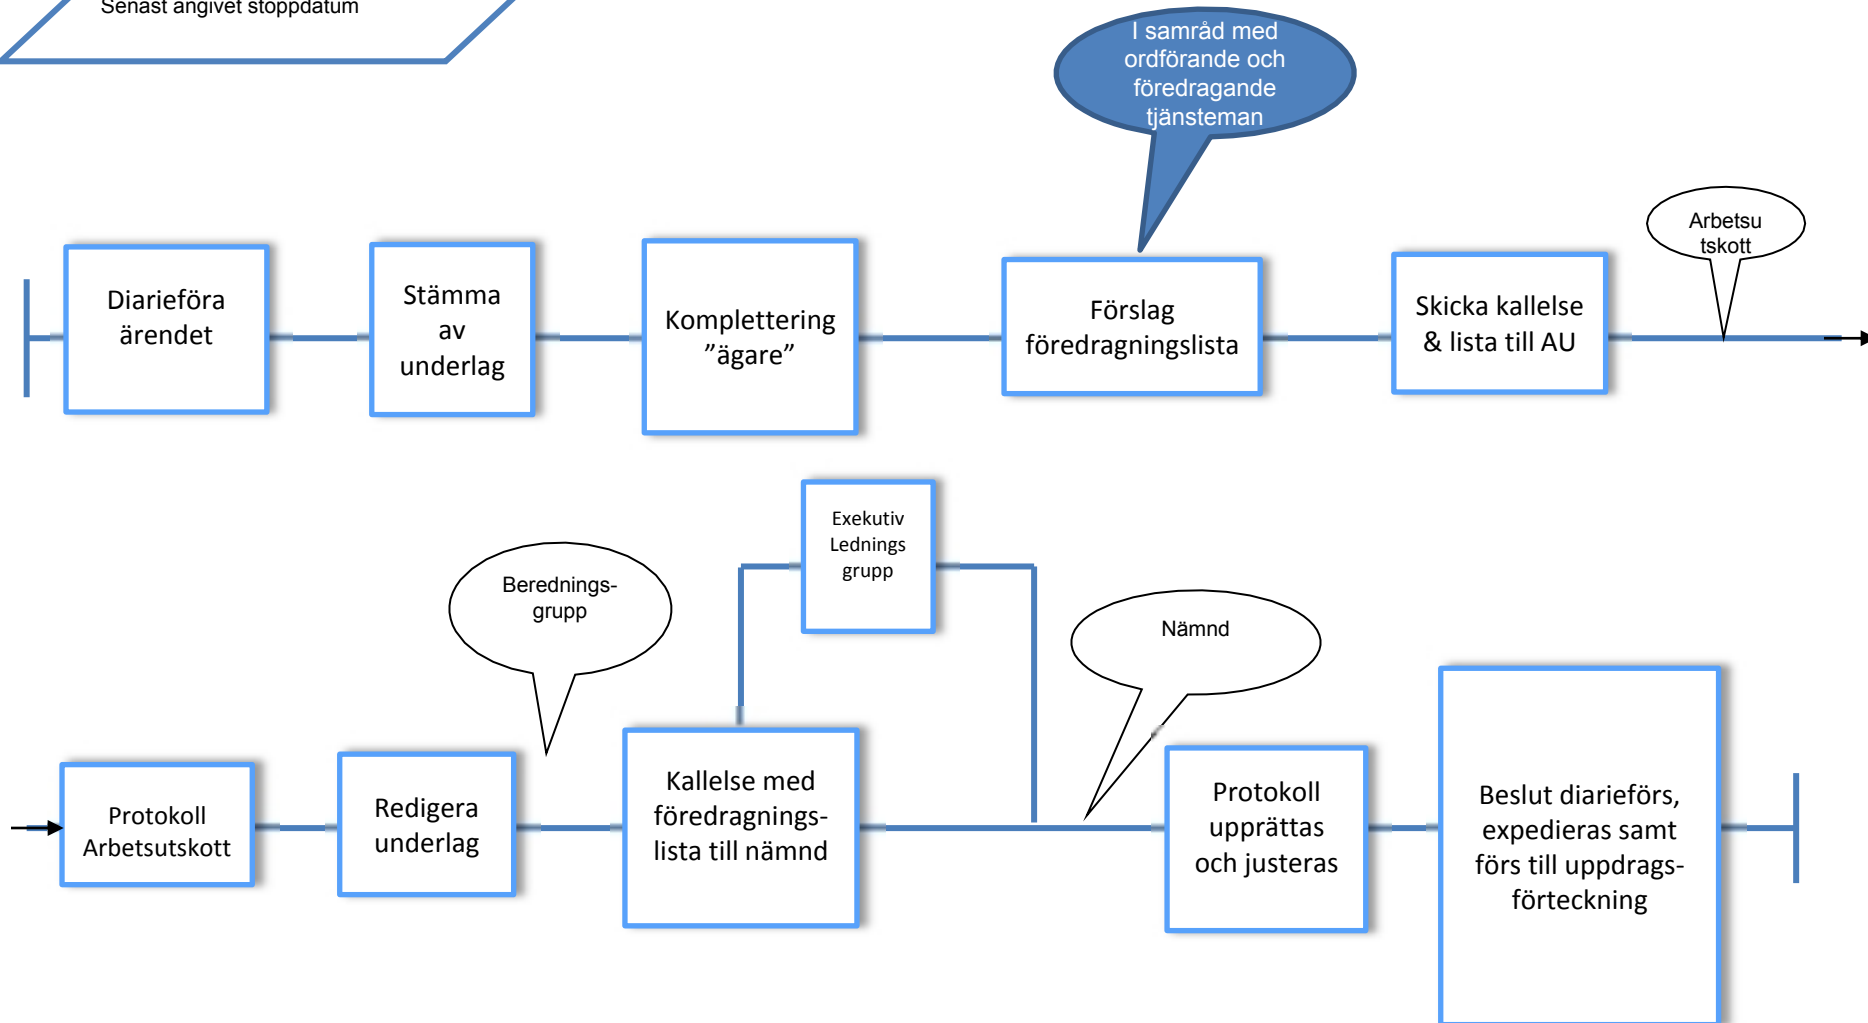 Senast angivet stoppdatum
I samråd med
ordförande och
föredragande
tjänsteman
Arbetsu
tskott
Diarieföra
ärendet
Stämma
av
underlag
Komplettering
”ägare”
Förslag
föredragningslista
Skicka kallelse
& lista till AU
Exekutiv
Lednings
grupp
Berednings-
grupp
Nämnd
Protokoll
Arbetsutskott
Redigera
underlag
Kallelse med
föredragnings-
lista till nämnd
Protokoll
upprättas
och justeras
Beslut diarieförs,
expedieras samt
förs till uppdrags-
förteckning